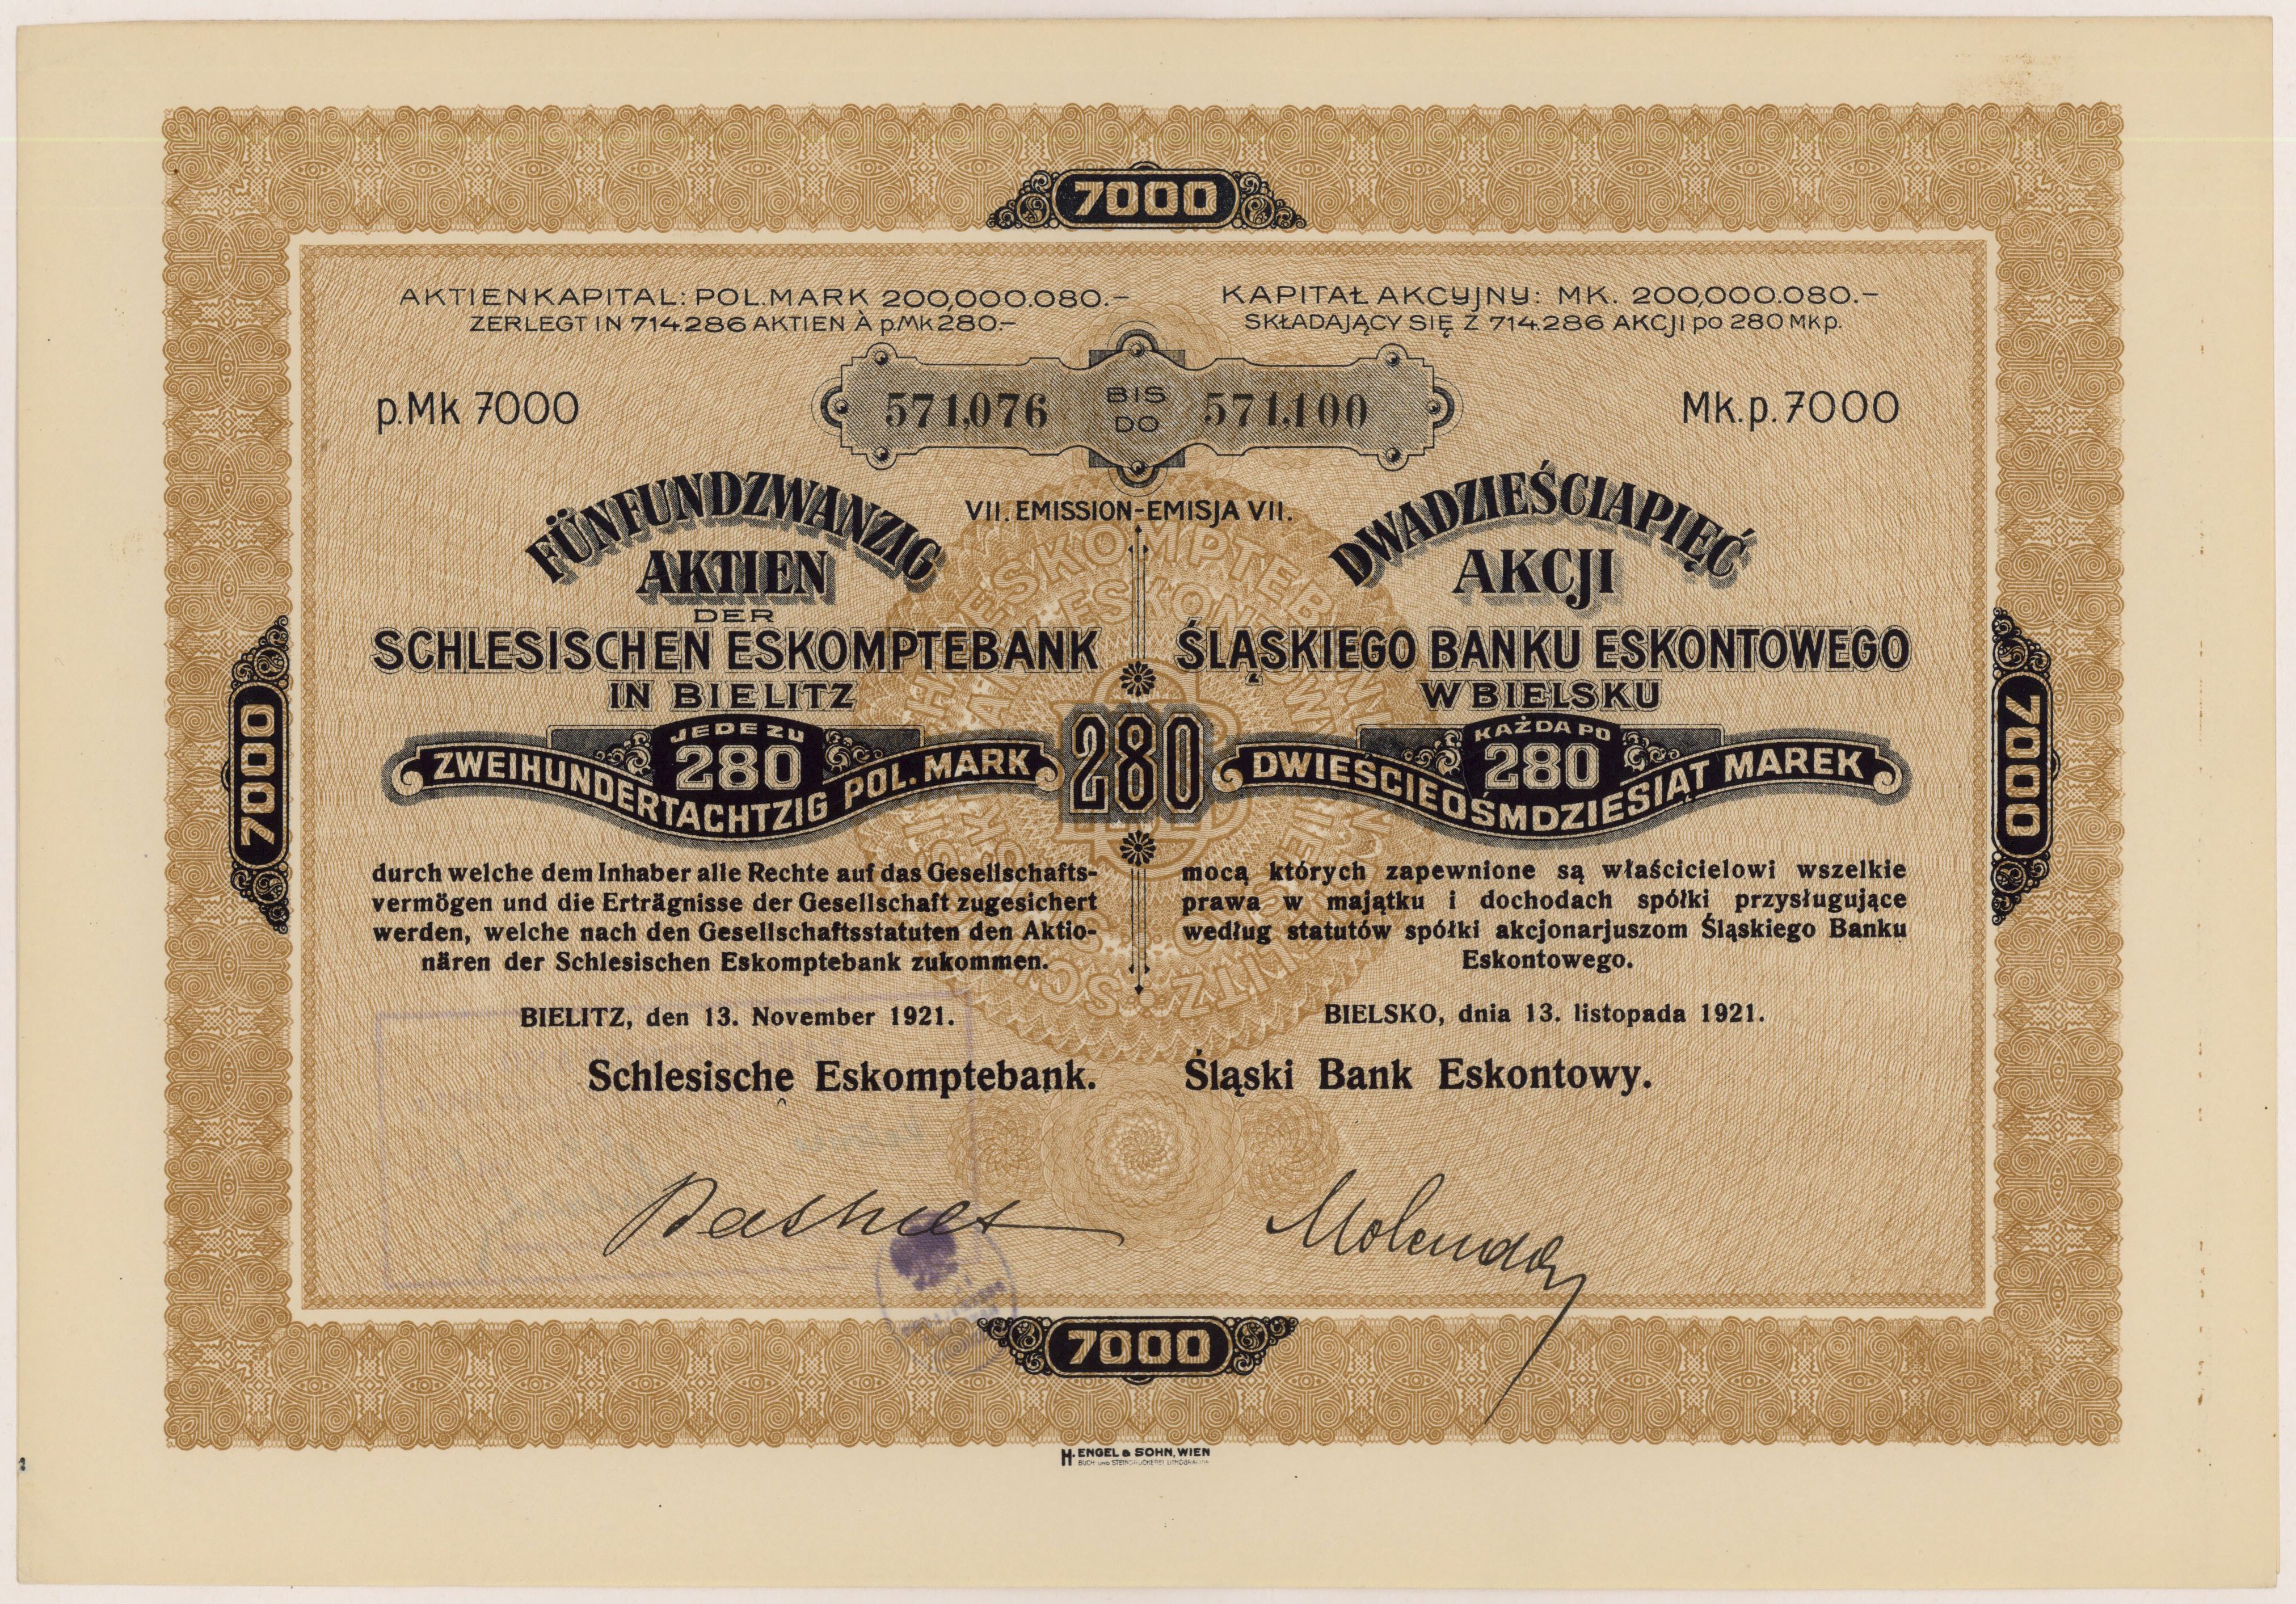 7000
AKTIENKAPITAL: POL. MARK 200,000.080.–
ZERLEGT IN 714.286 AKTIEN À p.Mk 280.–
KAPITAŁ AKCYJNY: MK. 200,000.080.–
SKŁADAJĄCY SIĘ Z 714.286 AKCJI po 280 Mkp.
p.Mk 7000
571,076 BIS DO 571,100
Mk.p. 7000
VII. EMISSION-EMISJA VII.
FÜNFUNDZWANZIG
AKTIEN
DER
SCHLESISCHEN ESKOMPTEBANK
IN BIELITZ
JEDE ZU
280
ZWEIHUNDERTACHTZIG POL. MARK
280
DWADZIEŚCIAPIĘĆ
AKCJI
ŚLĄSKIEGO BANKU ESKONTOWEGO
W BIELSKU
KAŻDA PO
280
DWIEŚCIEOŚMDZIESIĄT MAREK
7000
7000
durch welche dem Inhaber alle Rechte auf das Gesellschafts-
vermögen und die Erträgnisse der Gesellschaft zugesichert
werden, welche nach den Gesellschaftsstatuten den Aktio-
nären der Schlesischen Eskomptebank zukommen.
BIELITZ, den 13. November 1921.
Schlesische Eskomptebank.
mocą których zapewnione są właścicielowi wszelkie
prawa w majątku i dochodach spółki przysługujące
według statutów spółki akcjonarjuszom Śląskiego Banku
Eskontowego.
BIELSKO, dnia 13. listopada 1921.
Śląski Bank Eskontowy.
Molenda
7000
H. ENGEL & SOHN, WIEN
BUCH- UND STEINDRUCKEREI LITHOGRAPHIE